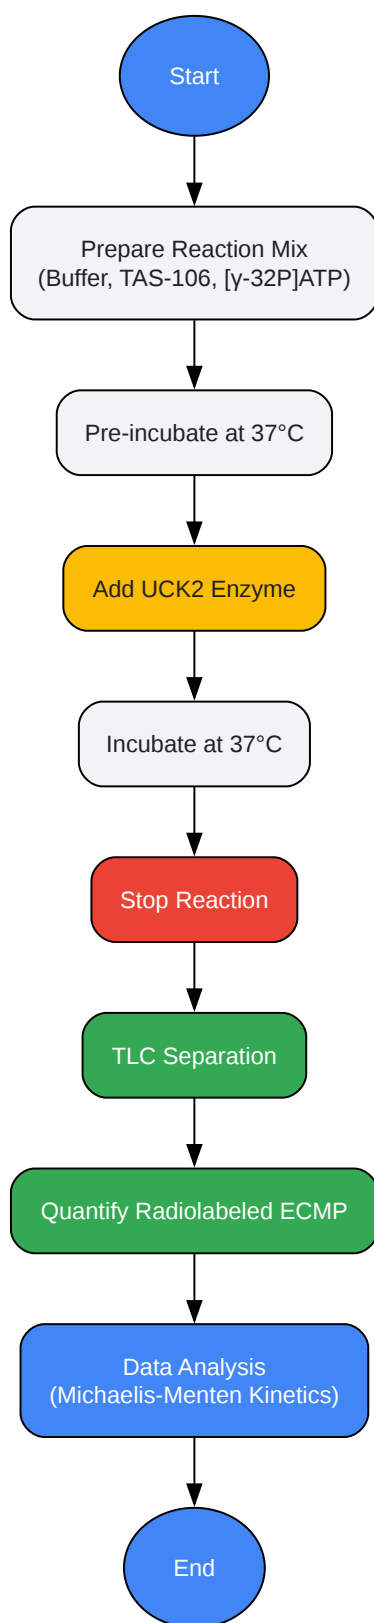 Start
Prepare Reaction Mix
(Buffer, TAS-106, [γ-32P]ATP)
Pre-incubate at 37°C
Add UCK2 Enzyme
Incubate at 37°C
Stop Reaction
TLC Separation
Quantify Radiolabeled ECMP
Data Analysis
(Michaelis-Menten Kinetics)
End